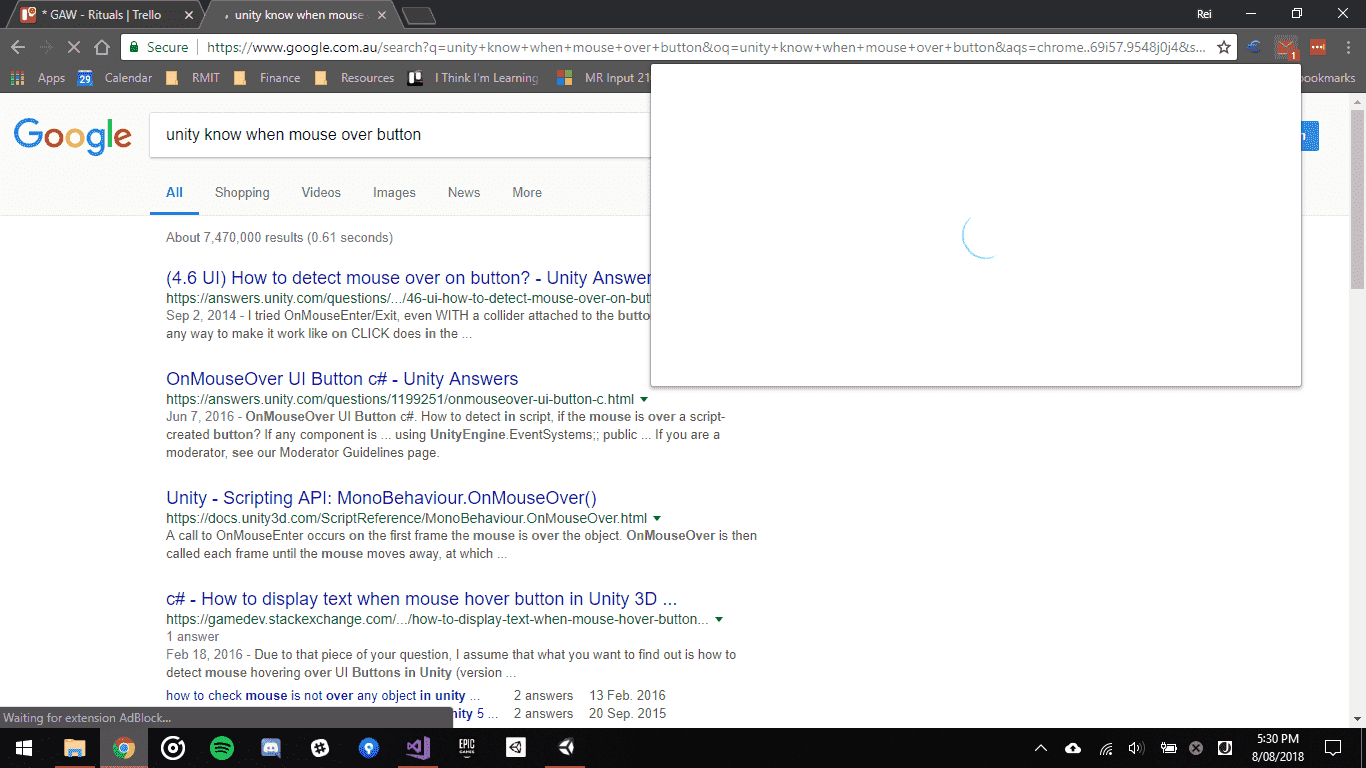 * GAW - Rituals | Trello
unity know when mouse
Rei
Secure
https://www.google.com.au/search?q=unity+know+when+mouse+over+button&oq=unity+know+when+mouse+over+button&aqs=chrome..69i57.9548j0j4&s...
1
Apps
29
Calendar
RMIT
Finance
Resources
I Think I'm Learning
MR Input 21
bookmarks
Google
unity know when mouse over button
All
Shopping
Videos
Images
News
More
About 7,470,000 results (0.61 seconds)
(4.6 UI) How to detect mouse over on button? - Unity Answer
https://answers.unity.com/questions/.../46-ui-how-to-detect-mouse-over-on-but
Sep 2, 2014 - I tried OnMouseEnter/Exit, even WITH a collider attached to the butto
any way to make it work like on CLICK does in the ...
OnMouseOver UI Button c# - Unity Answers
https://answers.unity.com/questions/1199251/onmouseover-ui-button-c.html
Jun 7, 2016 - OnMouseOver UI Button c#. How to detect in script, if the mouse is over a script-
created button? If any component is ... using UnityEngine.EventSystems;; public ... If you are a
moderator, see our Moderator Guidelines page.
Unity - Scripting API: MonoBehaviour.OnMouseOver()
https://docs.unity3d.com/ScriptReference/MonoBehaviour.OnMouseOver.html
A call to OnMouseEnter occurs on the first frame the mouse is over the object. OnMouseOver is then
called each frame until the mouse moves away, at which ...
c# - How to display text when mouse hover button in Unity 3D ...
https://gamedev.stackexchange.com/.../how-to-display-text-when-mouse-hover-button...
1 answer
Feb 18, 2016 - Due to that piece of your question, I assume that what you want to find out is how to
detect mouse hovering over UI Buttons in Unity (version ...
how to check mouse is not over any object in unity ... 2 answers 13 Feb. 2016
nity 5 ... 2 answers 20 Sep. 2015
Waiting for extension AdBlock...
EPIC
GAMES
5:30 PM
8/08/2018